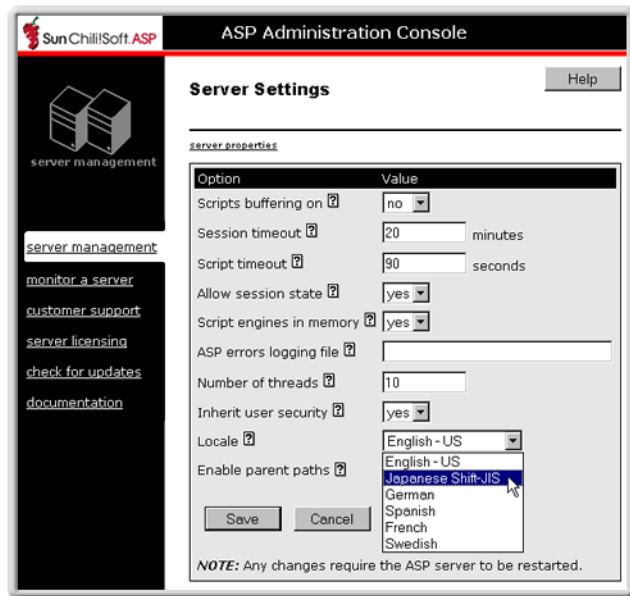 Sun Chili!Soft.ASP
ASP Administration Console
Server Settings
Help
server management
server properties
Option Value
Scripts buffering on ? no
Session timeout ? 20 minutes
Script timeout ? 90 seconds
Allow session state ? yes
Script engines in memory ? yes
ASP errors logging file ?
Number of threads ? 10
Inherit user security ? yes
Locale ? English - US
Enable parent paths ?
English - US
Japanese Shift-JIS
German
Spanish
French
Swedish
Save Cancel
NOTE: Any changes require the ASP server to be restarted.
server management
monitor a server
customer support
server licensing
check for updates
documentation